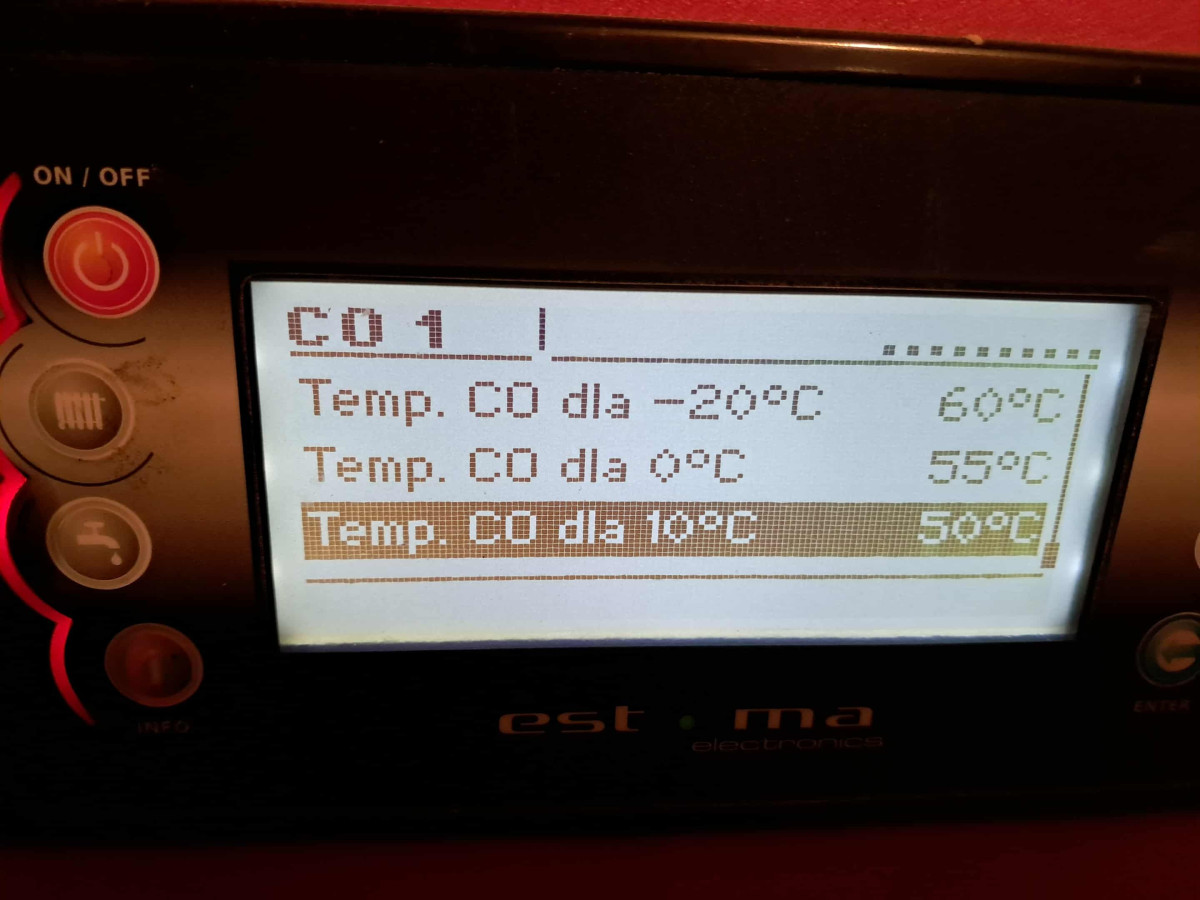 ON / OFF
CO 1
Temp. CO dla -20°C 60°C
Temp. CO dla 0°C 55°C
Temp. CO dla 10°C 50°C
INFO
ENTER
est ma
electronics